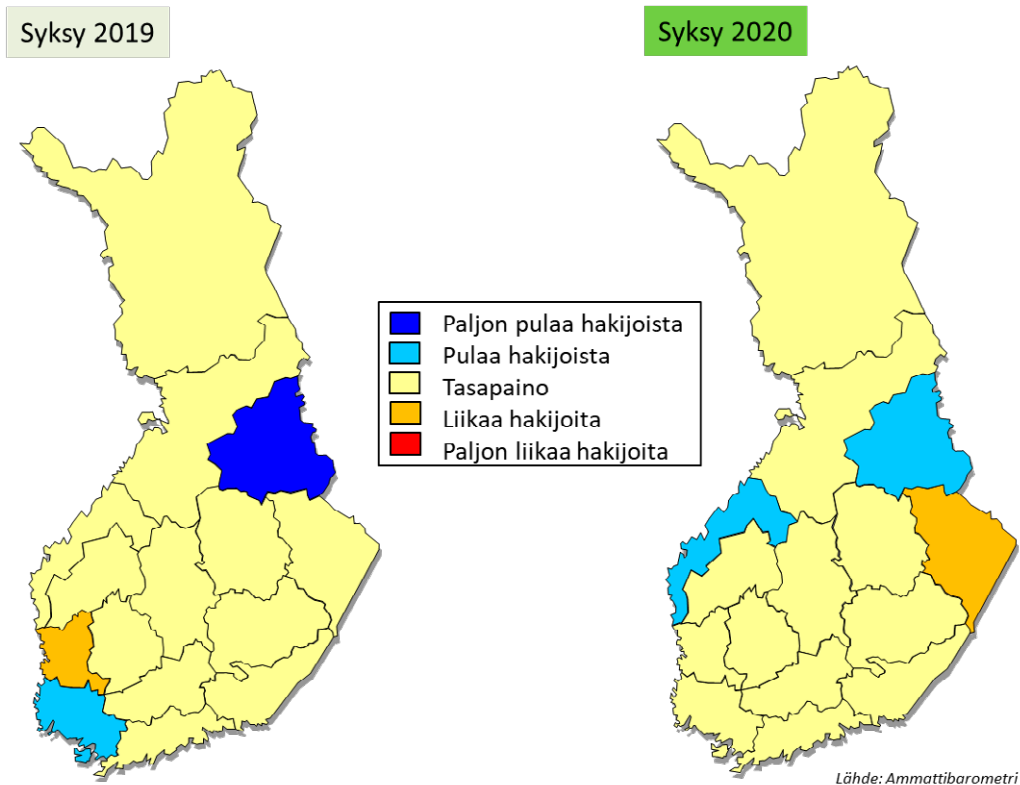 Syksy 2019
Syksy 2020
Paljon pulaa hakijoista
Pulaa hakijoista
Tasapaino
Liikaa hakijoita
Paljon liikaa hakijoita
Lähde: Ammattibarometri